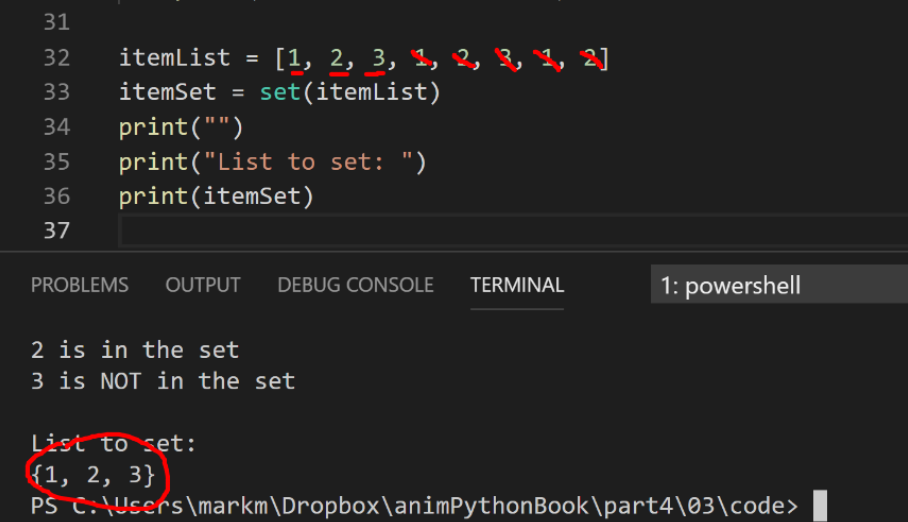 31
32 itemList = [1, 2, 3, 1, 2, 3, 1, 2]
33 itemSet = set(itemList)
34 print("")
35 print("List to set: ")
36 print(itemSet)
37
PROBLEMS OUTPUT DEBUG CONSOLE TERMINAL 1: powershell
2 is in the set
3 is NOT in the set
List to set:
{1, 2, 3}
PS C:\Users\markm\Dropbox\animPythonBook\part4\03\code>